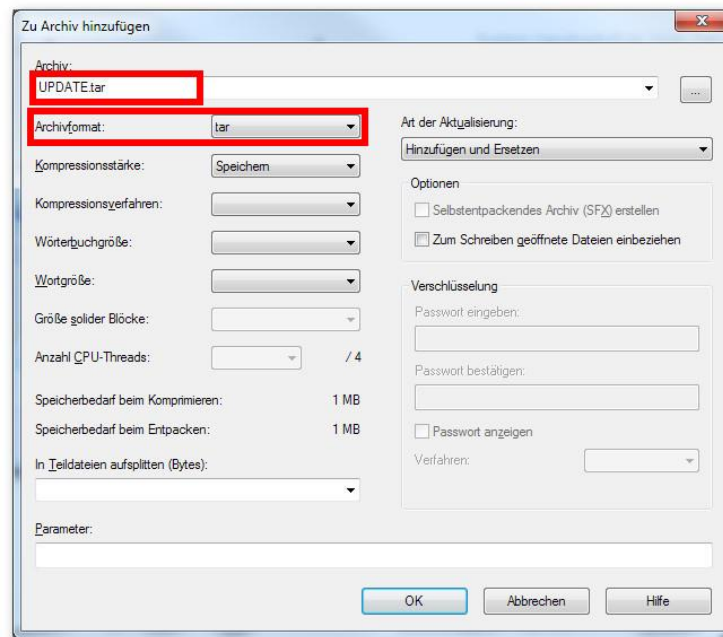 Zu Archiv hinzufügen
Archiv:
UPDATE.tar
...
Archivformat:
tar
Kompressionsstärke:
Speichern
Kompressionsverfahren:
Wörterbuchgröße:
Wortgröße:
Größe solider Blöcke:
Anzahl CPU-Threads:
/ 4
Speicherbedarf beim Komprimieren:
1 MB
Speicherbedarf beim Entpacken:
1 MB
In Teildateien aufsplitten (Bytes):
Art der Aktualisierung:
Hinzufügen und Ersetzen
Optionen
Selbstentpackendes Archiv (SFX) erstellen
Zum Schreiben geöffnete Dateien einbeziehen
Verschlüsselung
Passwort eingeben:
Passwort bestätigen:
Passwort anzeigen
Verfahren:
Parameter:
OK
Abbrechen
Hilfe